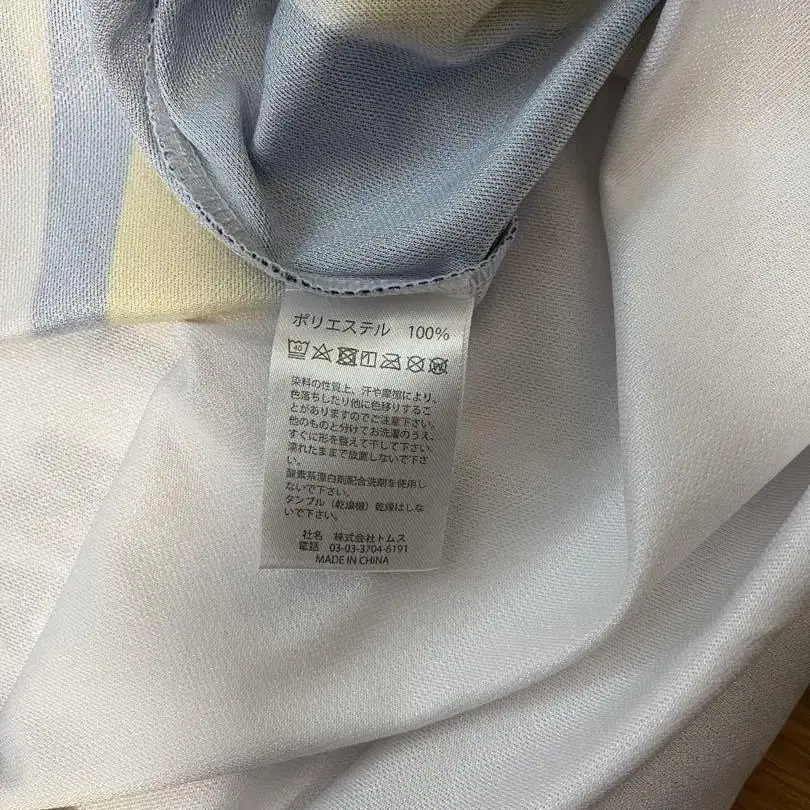 ポリエステル 100%
40
染料の性質上、汗や摩擦により、
色落ちしたり他に色移りするこ
とがありますのでご注意下さい。
他のものと分けてお洗濯のうえ、
すぐに形を整えて干して下さい。
濡れたままで放置しないで下さ
い。
酸素系漂白剤配合洗剤を使用し
ないで下さい。
タンブル(乾燥機)乾燥はしな
いで下さい。
社名 株式会社トムス
電話 03-03-3704-6191
MADE IN CHINA